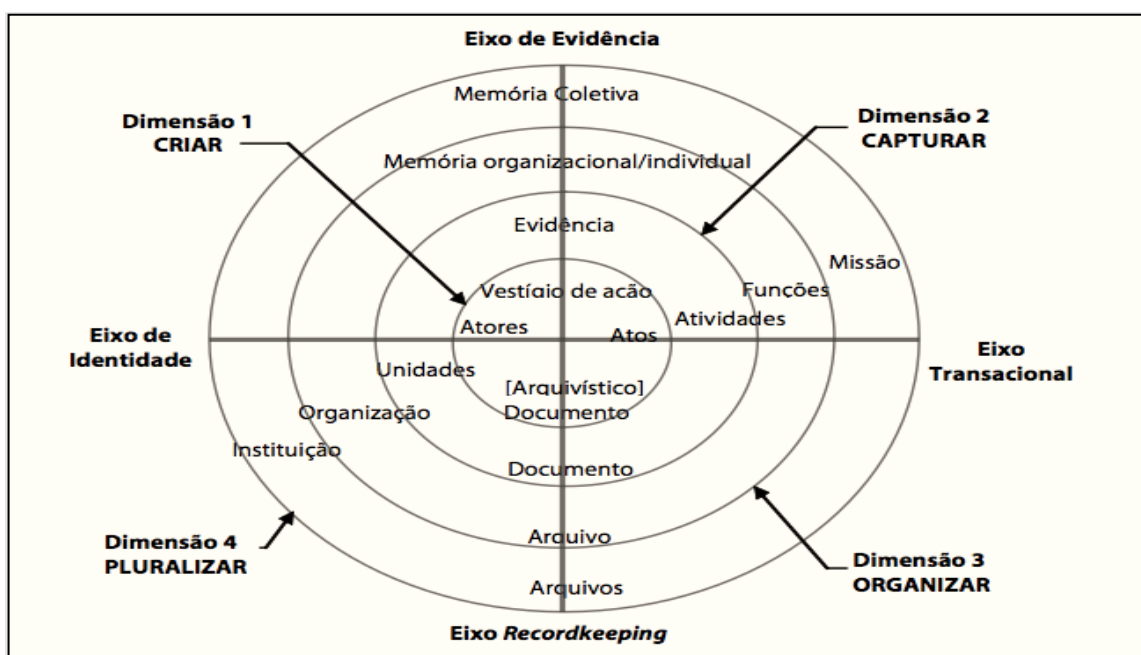 Eixo de Evidência
Memória Coletiva
Dimensão 1
CRIAR
Dimensão 2
CAPTURAR
Memória organizacional/individual
Evidência
Missão
Funções
Vestígio de ação
Atividades
Atores
Atos
Eixo de
Identidade
Eixo
Transacional
Unidades
[Arquivístico]
Documento
Organização
Instituição
Documento
Arquivo
Dimensão 4
PLURALIZAR
Dimensão 3
ORGANIZAR
Arquivos
Eixo Recordkeeping